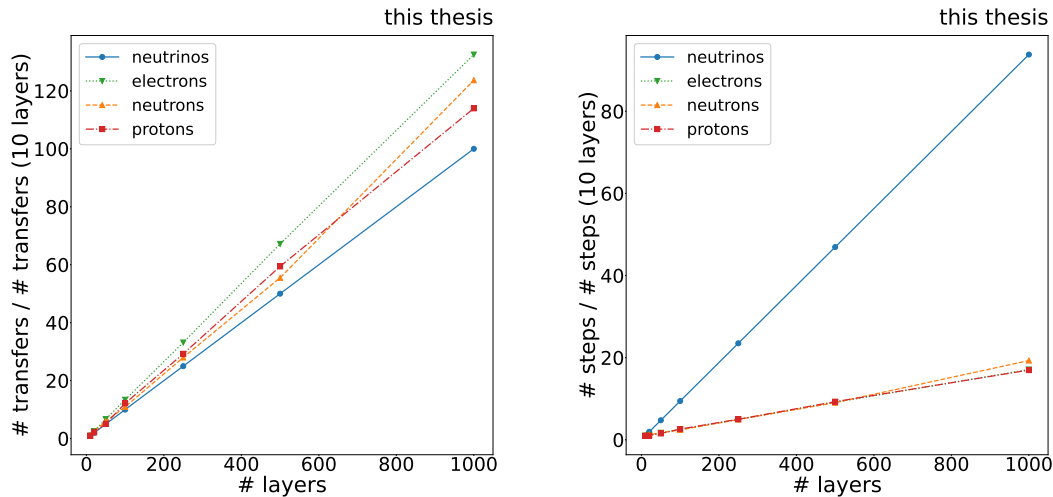 this thesis
neutrinos
electrons
neutrons
protons
# transfers / # transfers (10 layers)
120
100
80
60
40
20
0
0 200 400 600 800 1000
# layers
this thesis
neutrinos
electrons
neutrons
protons
# steps / # steps (10 layers)
80
60
40
20
0
0 200 400 600 800 1000
# layers